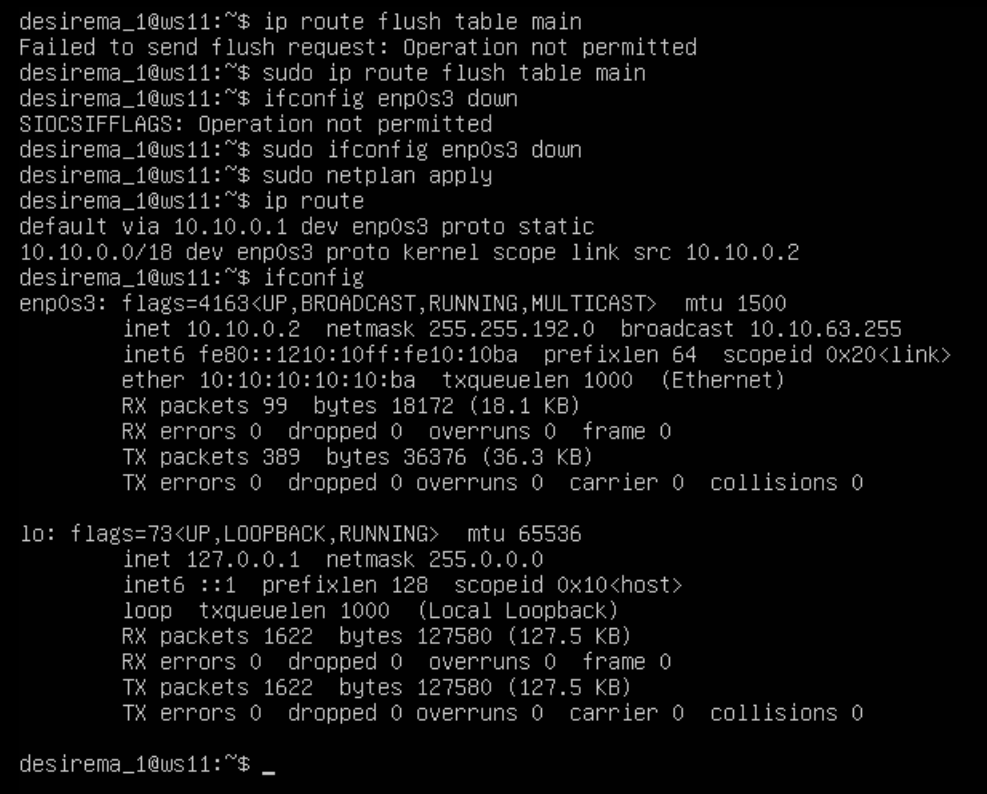 desirema_1@ws11:~$ ip route flush table main
Failed to send flush request: Operation not permitted
desirema_1@ws11:~$ sudo ip route flush table main
desirema_1@ws11:~$ ifconfig enp0s3 down
SIOCSIFFLAGS: Operation not permitted
desirema_1@ws11:~$ sudo ifconfig enp0s3 down
desirema_1@ws11:~$ sudo netplan apply
desirema_1@ws11:~$ ip route
default via 10.10.0.1 dev enp0s3 proto static
10.10.0.0/18 dev enp0s3 proto kernel scope link src 10.10.0.2
desirema_1@ws11:~$ ifconfig
enp0s3: flags=4163<UP,BROADCAST,RUNNING,MULTICAST>  mtu 1500
        inet 10.10.0.2  netmask 255.255.192.0  broadcast 10.10.63.255
        inet6 fe80::1210:10ff:fe10:10ba  prefixlen 64  scopeid 0x20<link>
        ether 10:10:10:10:10:ba  txqueuelen 1000  (Ethernet)
        RX packets 99  bytes 18172 (18.1 KB)
        RX errors 0  dropped 0  overruns 0  frame 0
        TX packets 389  bytes 36376 (36.3 KB)
        TX errors 0  dropped 0 overruns 0  carrier 0  collisions 0

lo: flags=73<UP,LOOPBACK,RUNNING>  mtu 65536
        inet 127.0.0.1  netmask 255.0.0.0
        inet6 ::1  prefixlen 128  scopeid 0x10<host>
        loop  txqueuelen 1000  (Local Loopback)
        RX packets 1622  bytes 127580 (127.5 KB)
        RX errors 0  dropped 0  overruns 0  frame 0
        TX packets 1622  bytes 127580 (127.5 KB)
        TX errors 0  dropped 0 overruns 0  carrier 0  collisions 0

desirema_1@ws11:~$ _